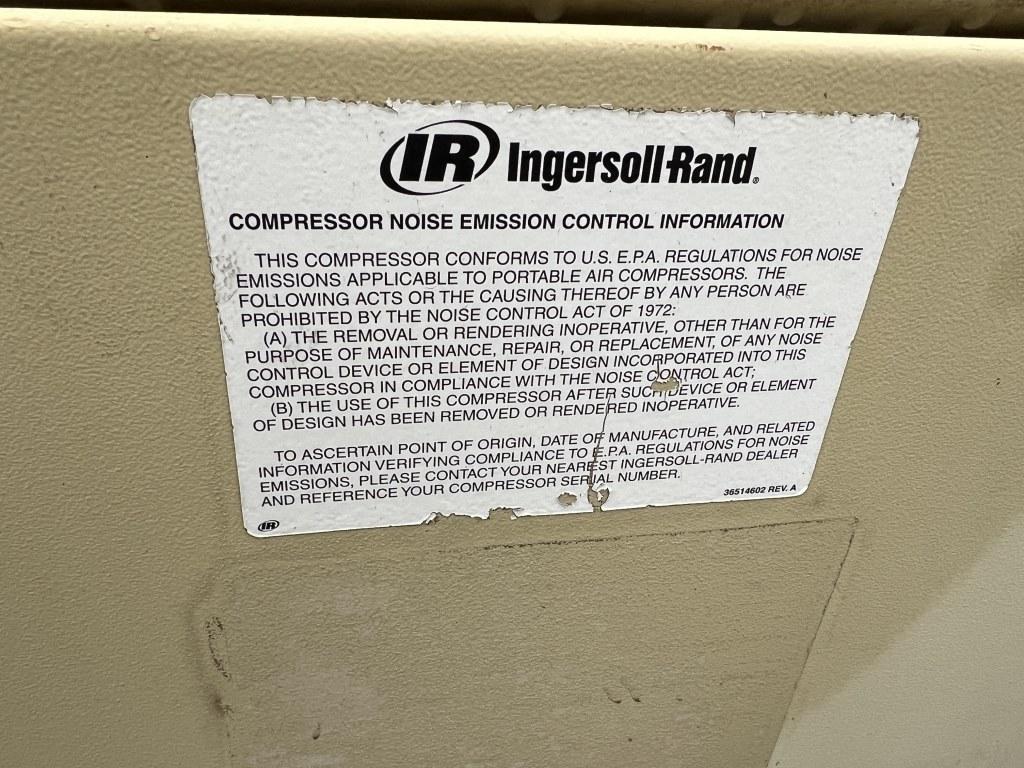 IR Ingersoll-Rand®
COMPRESSOR NOISE EMISSION CONTROL INFORMATION
THIS COMPRESSOR CONFORMS TO U.S. E.P.A. REGULATIONS FOR NOISE
EMISSIONS APPLICABLE TO PORTABLE AIR COMPRESSORS. THE
FOLLOWING ACTS OR THE CAUSING THEREOF BY ANY PERSON ARE
PROHIBITED BY THE NOISE CONTROL ACT OF 1972:
(A) THE REMOVAL OR RENDERING INOPERATIVE, OTHER THAN FOR THE
PURPOSE OF MAINTENANCE, REPAIR, OR REPLACEMENT, OF ANY NOISE
CONTROL DEVICE OR ELEMENT OF DESIGN INCORPORATED INTO THIS
COMPRESSOR IN COMPLIANCE WITH THE NOISE CONTROL ACT;
(B) THE USE OF THIS COMPRESSOR AFTER SUCH DEVICE OR ELEMENT
OF DESIGN HAS BEEN REMOVED OR RENDERED INOPERATIVE.
TO ASCERTAIN POINT OF ORIGIN, DATE OF MANUFACTURE, AND RELATED
INFORMATION VERIFYING COMPLIANCE TO E.P.A. REGULATIONS FOR NOISE
EMISSIONS, PLEASE CONTACT YOUR NEAREST INGERSOLL-RAND DEALER
AND REFERENCE YOUR COMPRESSOR SERIAL NUMBER.
36514602 REV. A
IR